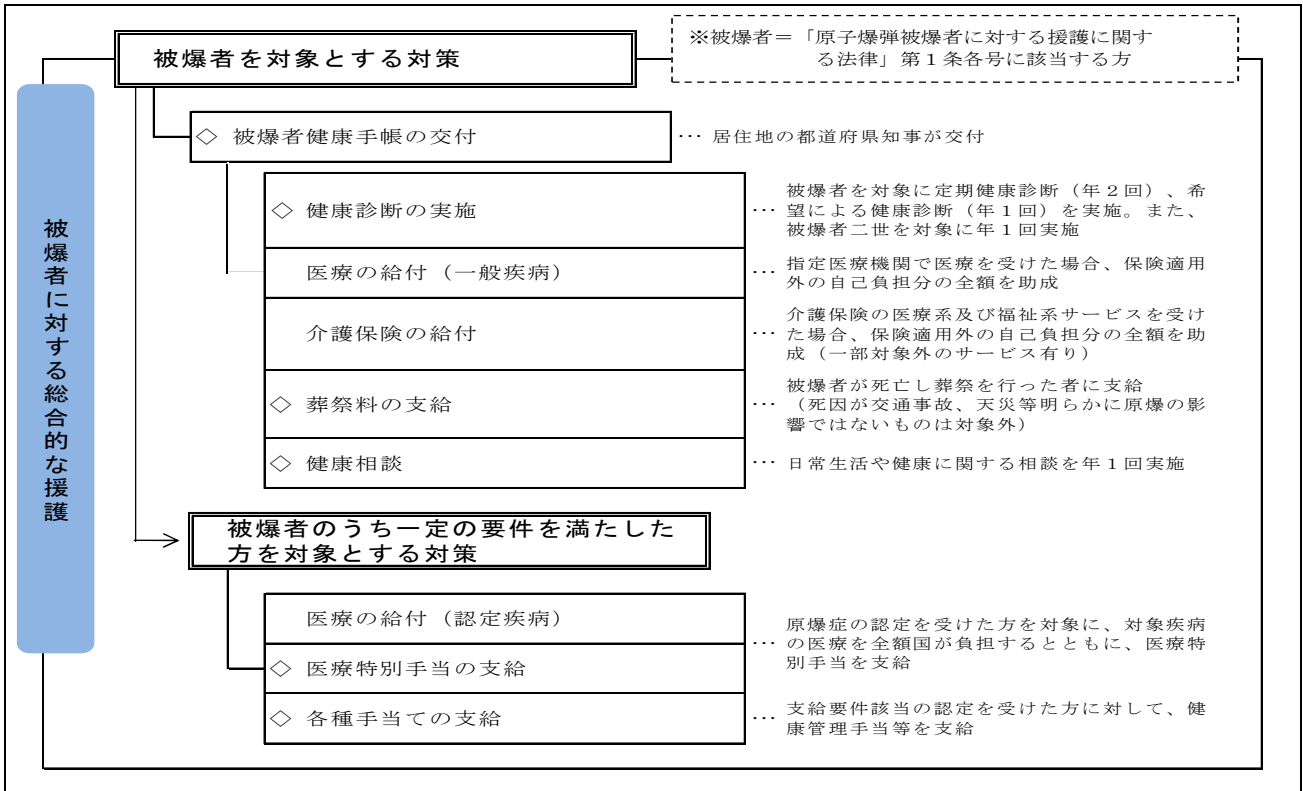 被爆者を対象とする対策
※被爆者＝「原子爆弾被爆者に対する援護に関す
る法律」第１条各号に該当する方
被爆者に対する総合的な援護
◇ 被爆者健康手帳の交付
… 居住地の都道府県知事が交付
◇ 健康診断の実施
被爆者を対象に定期健康診断（年２回）、希
… 望による健康診断（年１回）を実施。また、
被爆者二世を対象に年１回実施
医療の給付（一般疾病）
… 指定医療機関で医療を受けた場合、保険適用
外の自己負担分の全額を助成
介護保険の給付
介護保険の医療系及び福祉系サービスを受け
… た場合、保険適用外の自己負担分の全額を助
成（一部対象外のサービス有り）
◇ 葬祭料の支給
被爆者が死亡し葬祭を行った者に支給
… （死因が交通事故、天災等明らかに原爆の影
響ではないものは対象外）
◇ 健康相談
… 日常生活や健康に関する相談を年１回実施
被爆者のうち一定の要件を満たした
方を対象とする対策
医療の給付（認定疾病）
◇ 医療特別手当の支給
原爆症の認定を受けた方を対象に、対象疾病
… の医療を全額国が負担するとともに、医療特
別手当を支給
◇ 各種手当ての支給
… 支給要件該当の認定を受けた方に対して、健
康管理手当等を支給